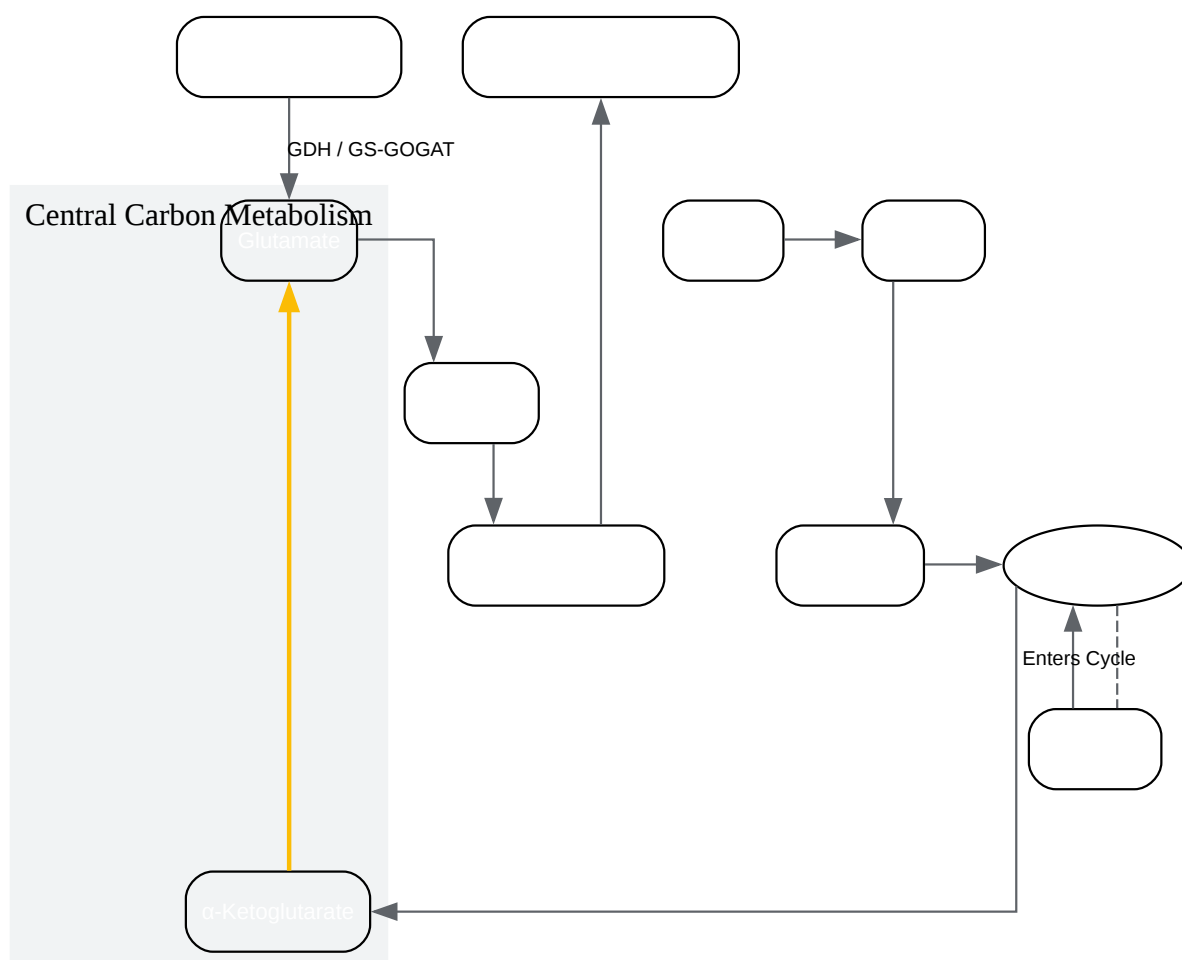 GDH / GS-GOGAT
Central Carbon Metabolism
Glutamate
Enters Cycle
α-Ketoglutarate